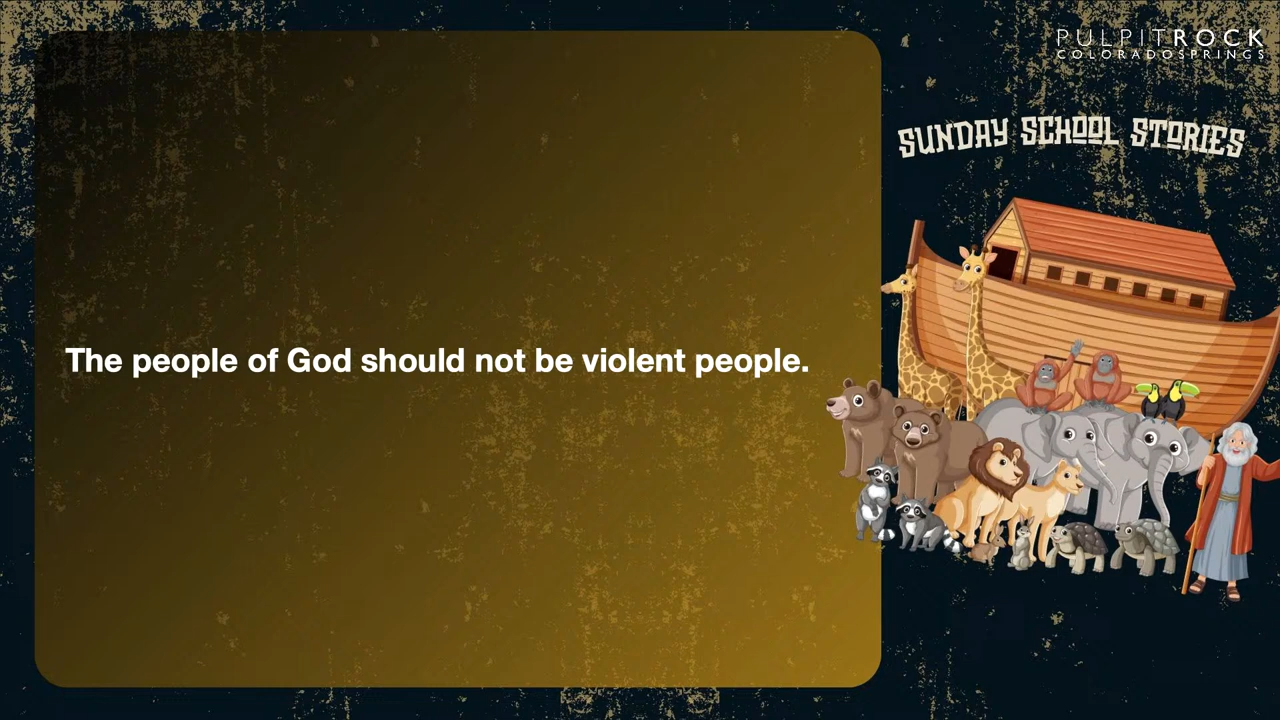 PULPITROCK
COLORADOSPRINGS
SUNDAY SCHOOL STORIES
The people of God should not be violent people.